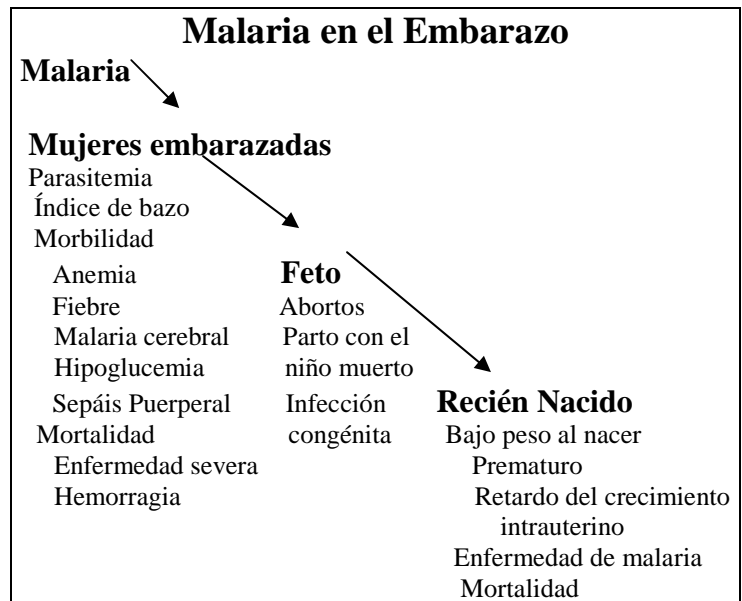 Malaria en el Embarazo
Malaria
Mujeres embarazadas
Parasitemia
Índice de bazo
Morbilidad
Anemia
Fiebre
Malaria cerebral
Hipoglucemia
Sepáis Puerperal
Mortalidad
Enfermedad severa
Hemorragia
Feto
Abortos
Parto con el
niño muerto
Infección
congénita
Recién Nacido
Bajo peso al nacer
Prematuro
Retardo del crecimiento
intrauterino
Enfermedad de malaria
Mortalidad